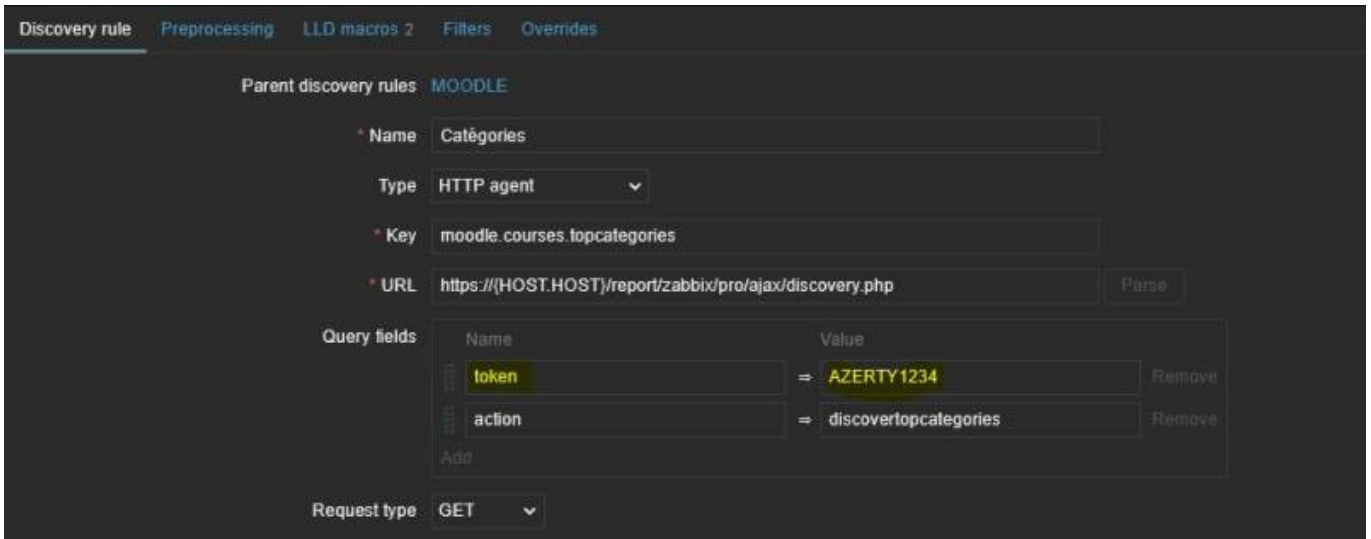 Discovery rule Preprocessing LLD macros 2 Filters Overrides
Parent discovery rules MOODLE
* Name Catégories
Type HTTP agent
* Key moodle.courses.topcategories
* URL https://{HOST.HOST}/report/zabbix/pro/ajax/discovery.php Parse
Query fields Name Value
token ⇒ AZERTY1234 Remove
action ⇒ discovertopcategories Remove
Add
Request type GET